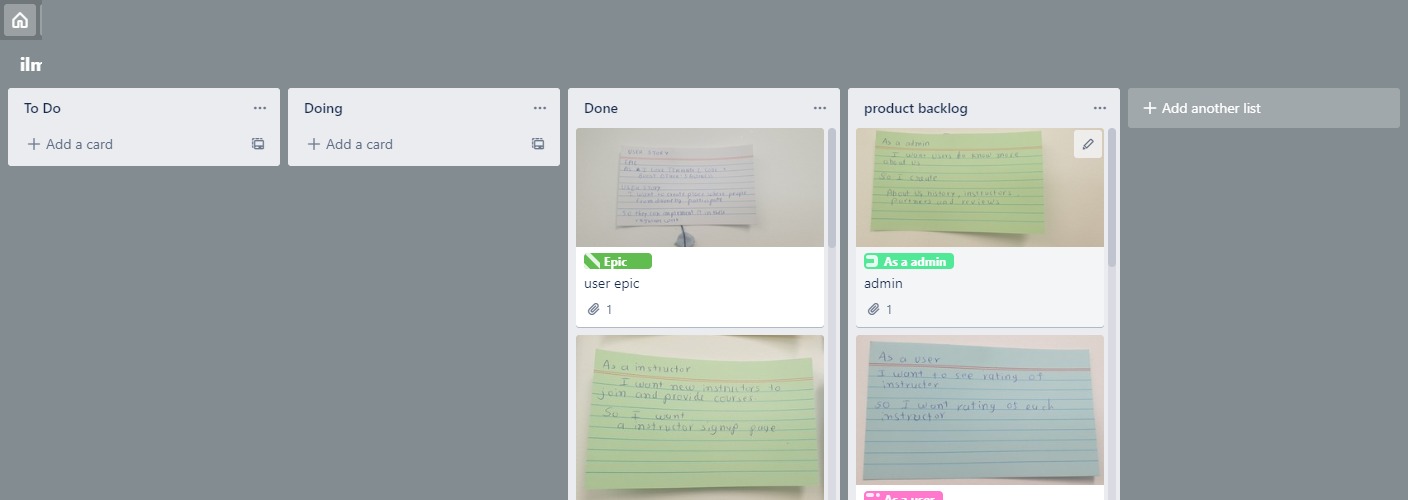 ilm
To Do
Add a card
Doing
Add a card
Done
User story
Epic
user epic
1
As a instructor
I want new instructors to
join and provide courses.
So I want
a instructor signup page
product backlog
As a admin
I want users to know more
about us
So I create
About us history, instructors,
partners and reviews
As a admin
admin
1
As a user
I want to see rating of
instructor
so I want rating of each
instructor
As a user
Add another list